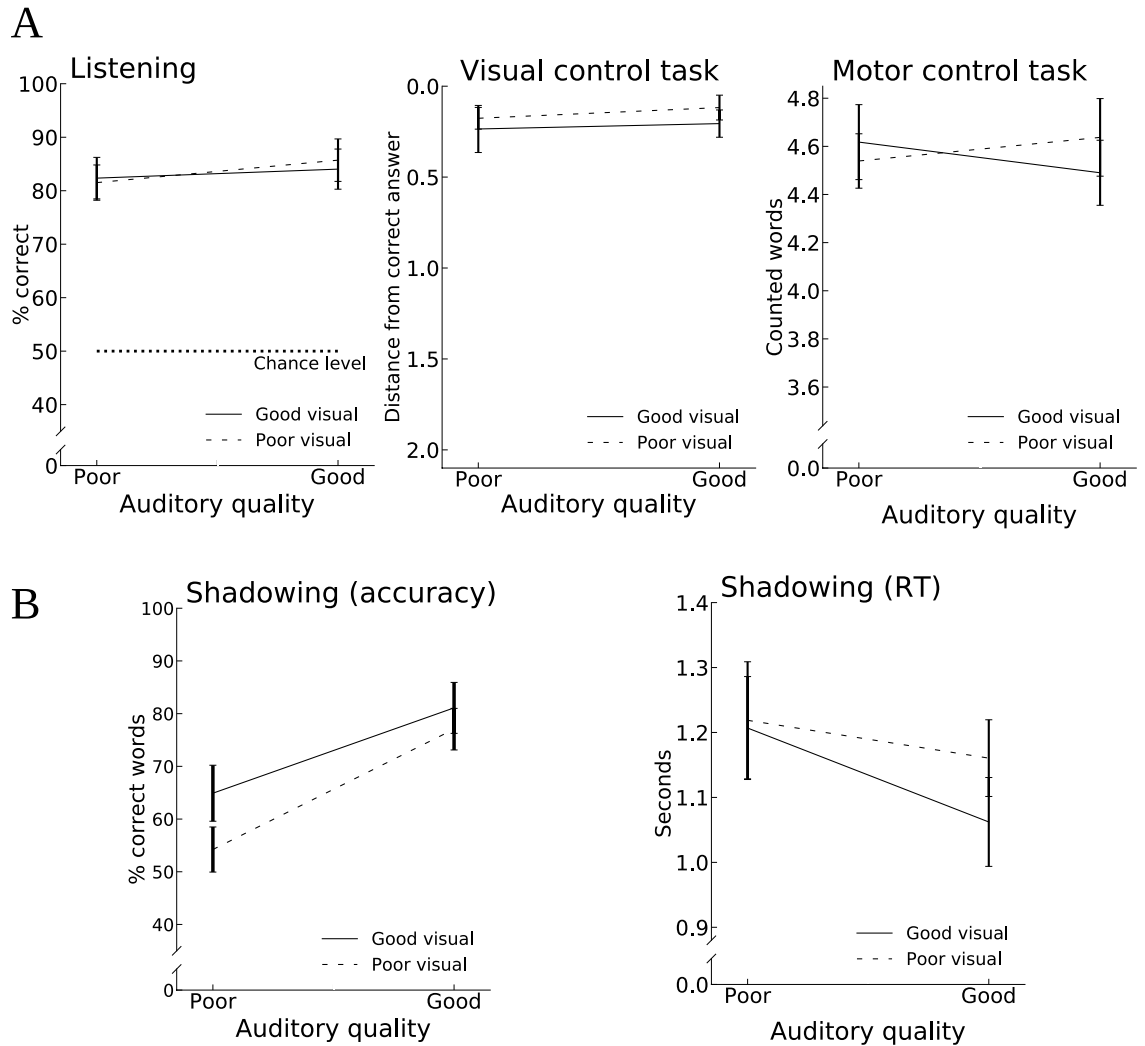 A
Listening
100
90
80
70
60
50
40
0
% correct
Chance level
Good visual
Poor visual
Poor
Good
Auditory quality
Visual control task
0.0
0.5
1.0
1.5
2.0
Distance from correct answer
Good visual
Poor visual
Poor
Good
Auditory quality
Motor control task
4.8
4.6
4.4
4.2
4.0
3.8
3.6
0.0
Counted words
Good visual
Poor visual
Poor
Good
Auditory quality
B
Shadowing (accuracy)
100
90
80
70
60
50
40
0
% correct words
Good visual
Poor visual
Poor
Good
Auditory quality
Shadowing (RT)
1.4
1.3
1.2
1.1
1.0
0.9
0.0
Seconds
Good visual
Poor visual
Poor
Good
Auditory quality